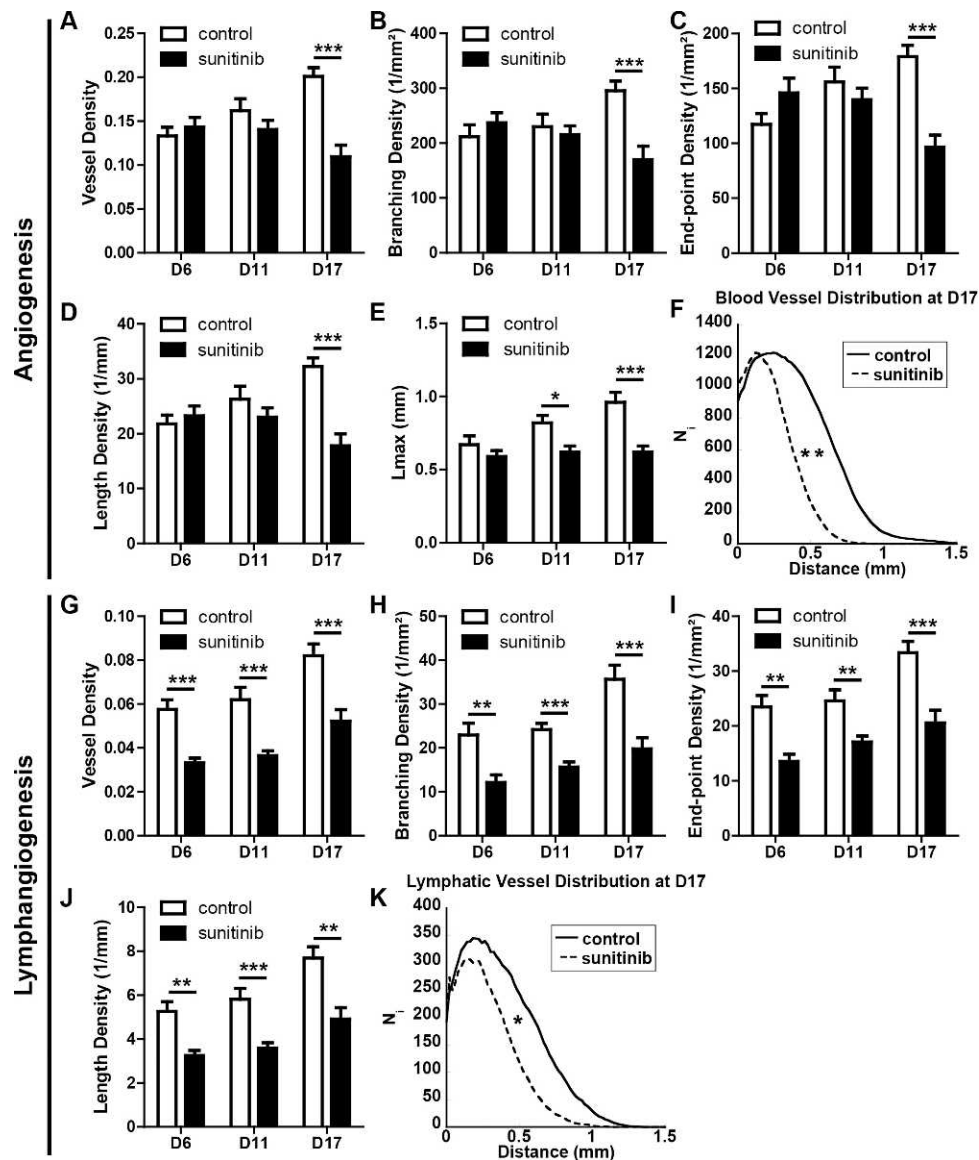 Angiogenesis
A
Vessel Density
0.25
0.20
0.15
0.10
0.05
0.00
control
sunitinib
***
D6 D11 D17
B
Branching Density (1/mm²)
400
300
200
100
0
control
sunitinib
***
D6 D11 D17
C
End-point Density (1/mm²)
200
150
100
50
0
control
sunitinib
***
D6 D11 D17
D
Length Density (1/mm)
40
30
20
10
0
control
sunitinib
***
D6 D11 D17
E
Lmax (mm)
1.5
1.0
0.5
0.0
control
sunitinib
*
***
D6 D11 D17
Blood Vessel Distribution at D17
F
N i
1400
1200
1000
800
600
400
200
0
control
sunitinib
**
0 0.5 1 1.5
Distance (mm)
Lymphangiogenesis
G
Vessel Density
0.10
0.08
0.06
0.04
0.02
0.00
control
sunitinib
***
***
***
D6 D11 D17
H
Branching Density (1/mm²)
50
40
30
20
10
0
control
sunitinib
**
***
***
D6 D11 D17
I
End-point Density (1/mm²)
40
30
20
10
0
control
sunitinib
**
**
***
D6 D11 D17
J
Length Density (1/mm)
10
8
6
4
2
0
control
sunitinib
**
***
**
D6 D11 D17
Lymphatic Vessel Distribution at D17
K
N i
400
350
300
250
200
150
100
50
0
control
sunitinib
*
0 0.5 1 1.5
Distance (mm)